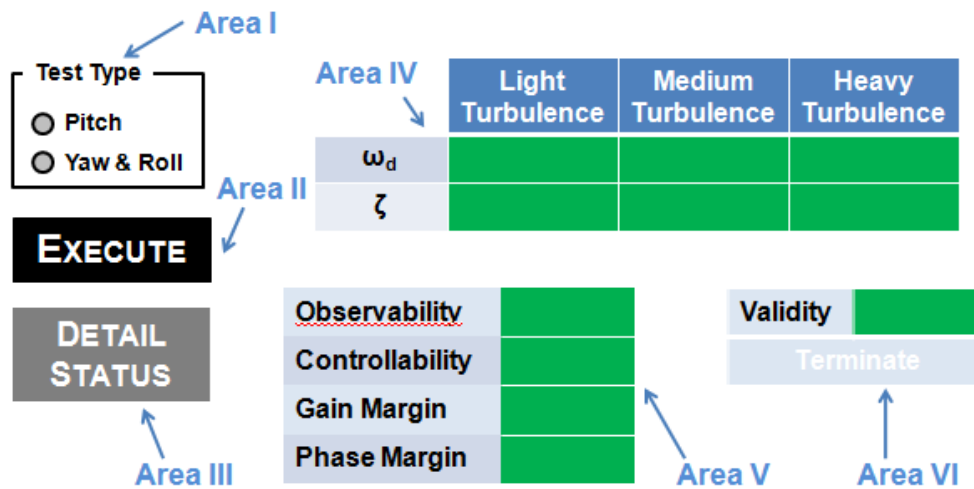 Area I
Test Type
Pitch
Yaw & Roll
Area II
EXECUTE
DETAIL
STATUS
Area III
Area IV
Light
Turbulence
Medium
Turbulence
Heavy
Turbulence
ω_d
ζ
Observability
Controllability
Gain Margin
Phase Margin
Area V
Validity
Terminate
Area VI